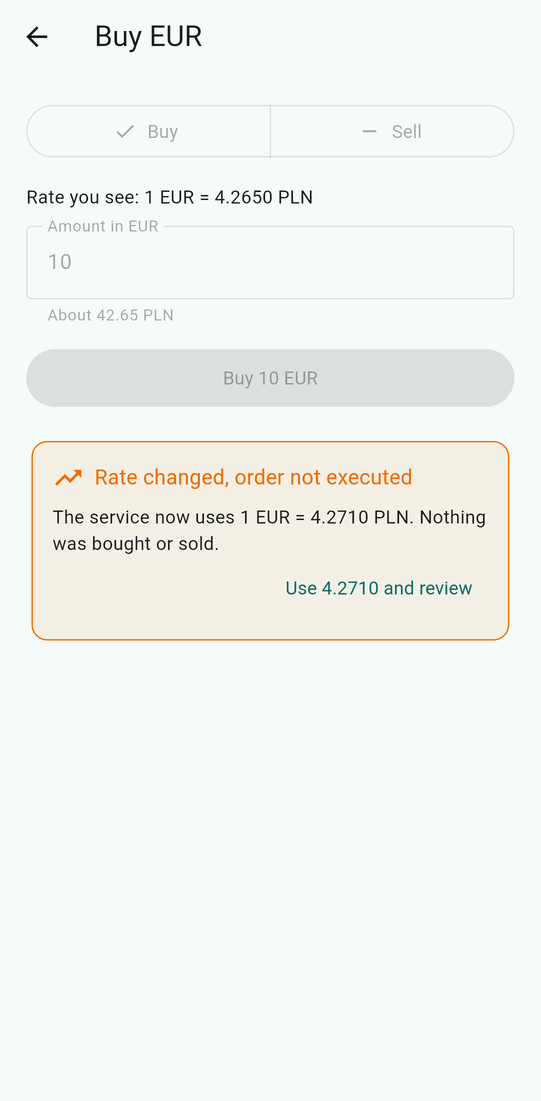 Buy EUR
Buy
Sell
Rate you see: 1 EUR = 4.2650 PLN
Amount in EUR
10
About 42.65 PLN
Buy 10 EUR
Rate changed, order not executed
The service now uses 1 EUR = 4.2710 PLN. Nothing
was bought or sold.
Use 4.2710 and review